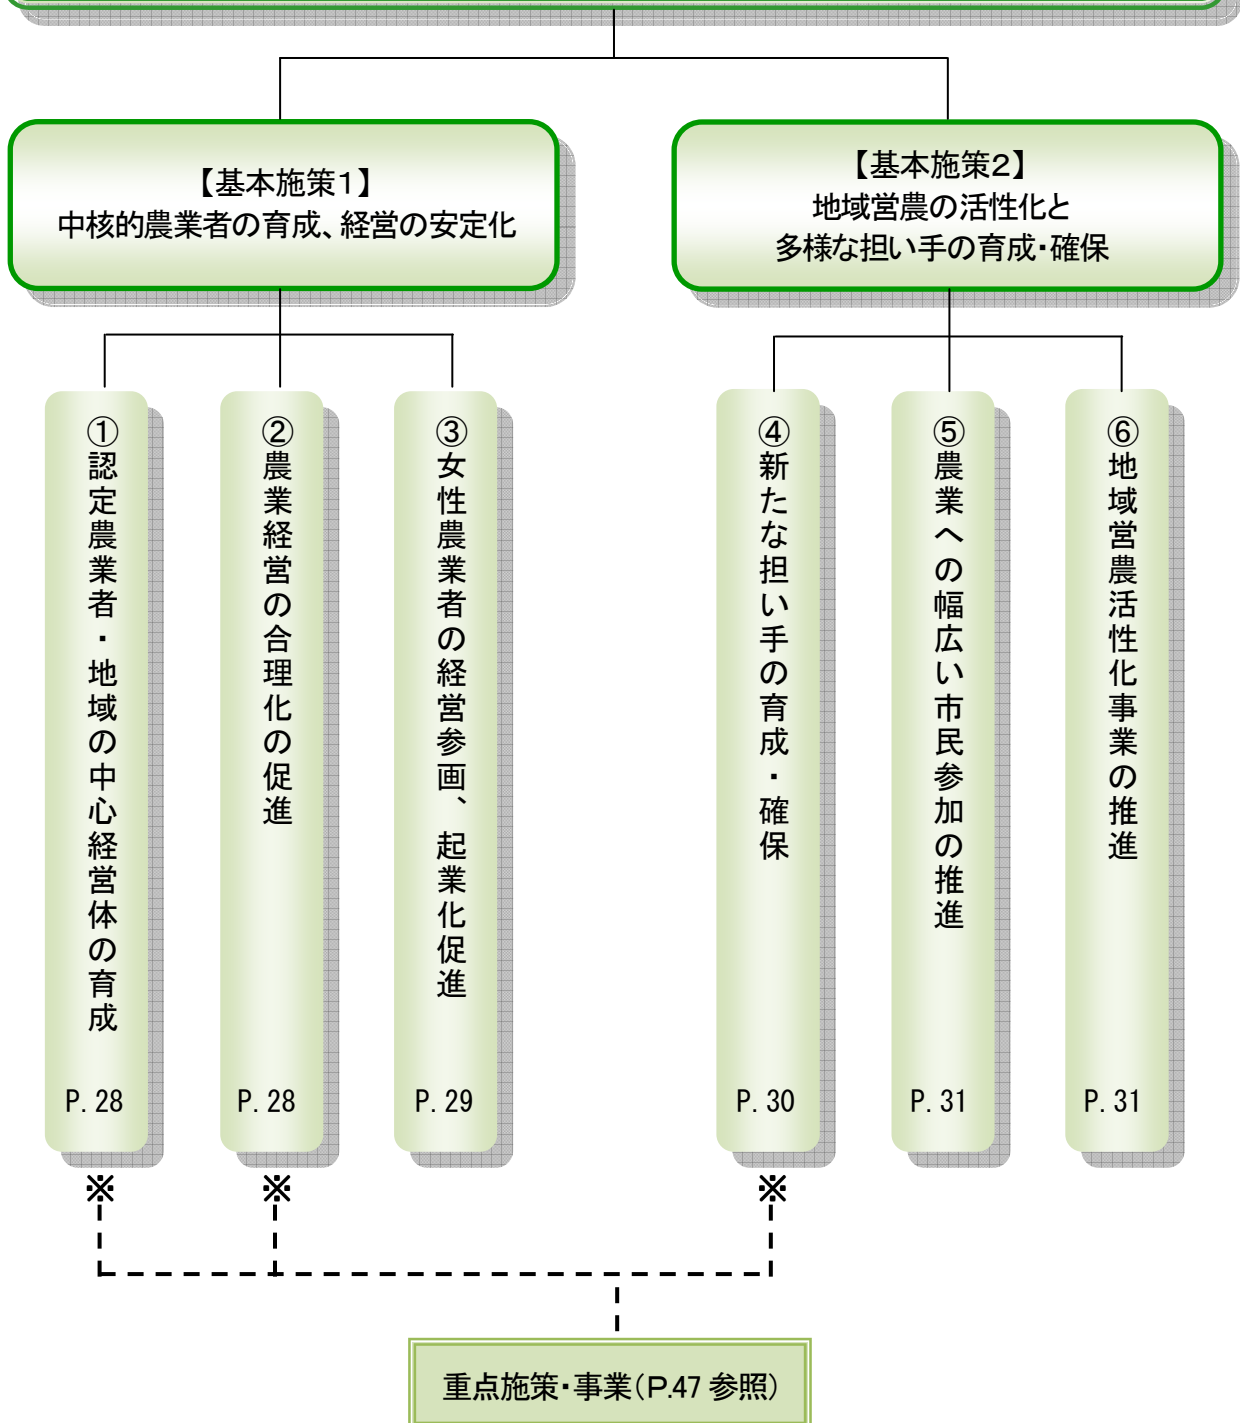 【基本施策1】
中核的農業者の育成、経営の安定化
【基本施策2】
地域営農の活性化と
多様な担い手の育成・確保
①認定農業者・地域の中心経営体の育成
P. 28
②農業経営の合理化の促進
P. 28
③女性農業者の経営参画、起業化促進
P. 29
④新たな担い手の育成・確保
P. 30
⑤農業への幅広い市民参加の推進
P. 31
⑥地域営農活性化事業の推進
P. 31
※
※
※
重点施策・事業(P.47 参照)